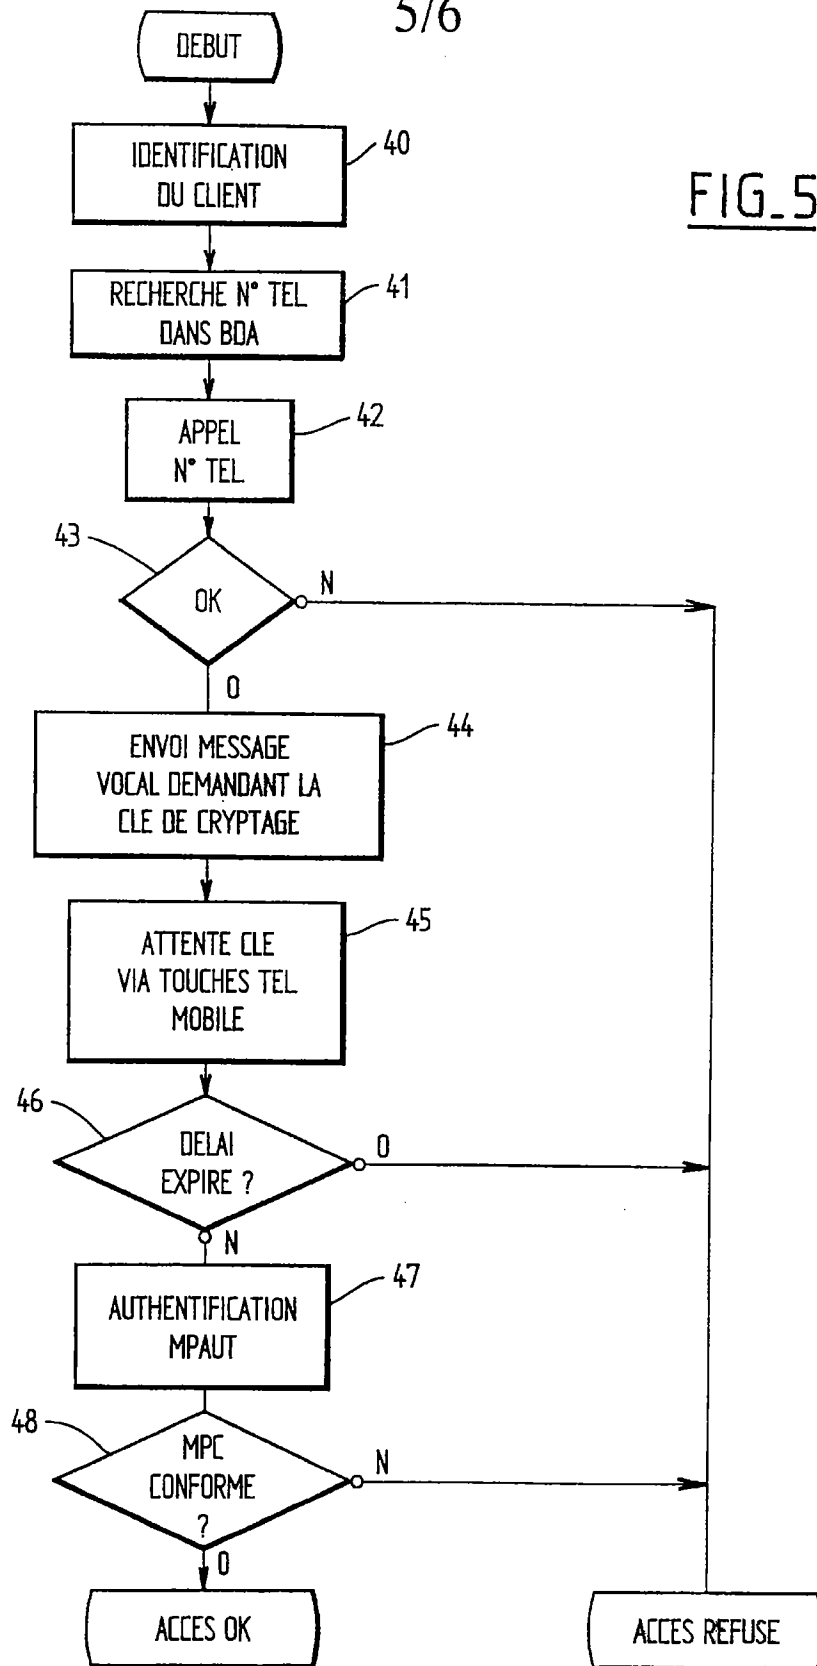 5/6
DEBUT
FIG_5
IDENTIFICATION
DU CLIENT
40
RECHERCHE N° TEL
DANS BDA
41
APPEL
N° TEL
42
43
OK
N
O
ENVOI MESSAGE
VOCAL DEMANDANT LA
CLE DE CRYPTAGE
44
ATTENTE CLE
VIA TOUCHES TEL
MOBILE
45
46
DELAI
EXPIRE ?
O
N
AUTHENTIFICATION
MPAUT
47
48
MPC
CONFORME
?
N
O
ACCES OK
ACCES REFUSE